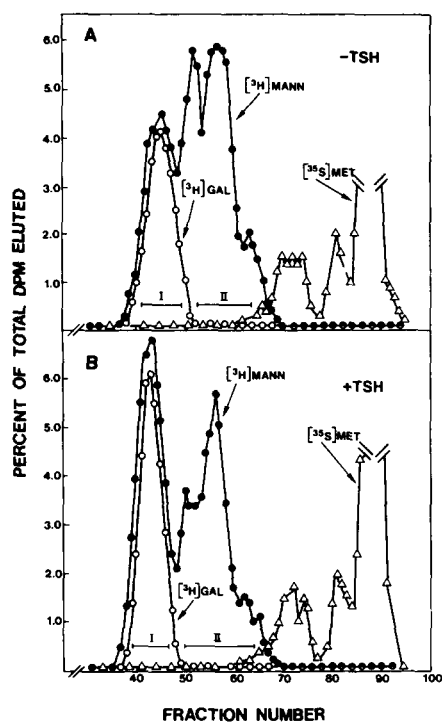 A
-TSH
6.0
5.0
4.0
3.0
2.0
1.0
[³H]MANN
[³H]GAL
[³⁵S]MET
I
II
B
+TSH
6.0
5.0
4.0
3.0
2.0
1.0
[³H]MANN
[³⁵S]MET
[³H]GAL
I
II
40 50 60 70 80 90 100
PERCENT OF TOTAL DPM ELUTED
FRACTION NUMBER